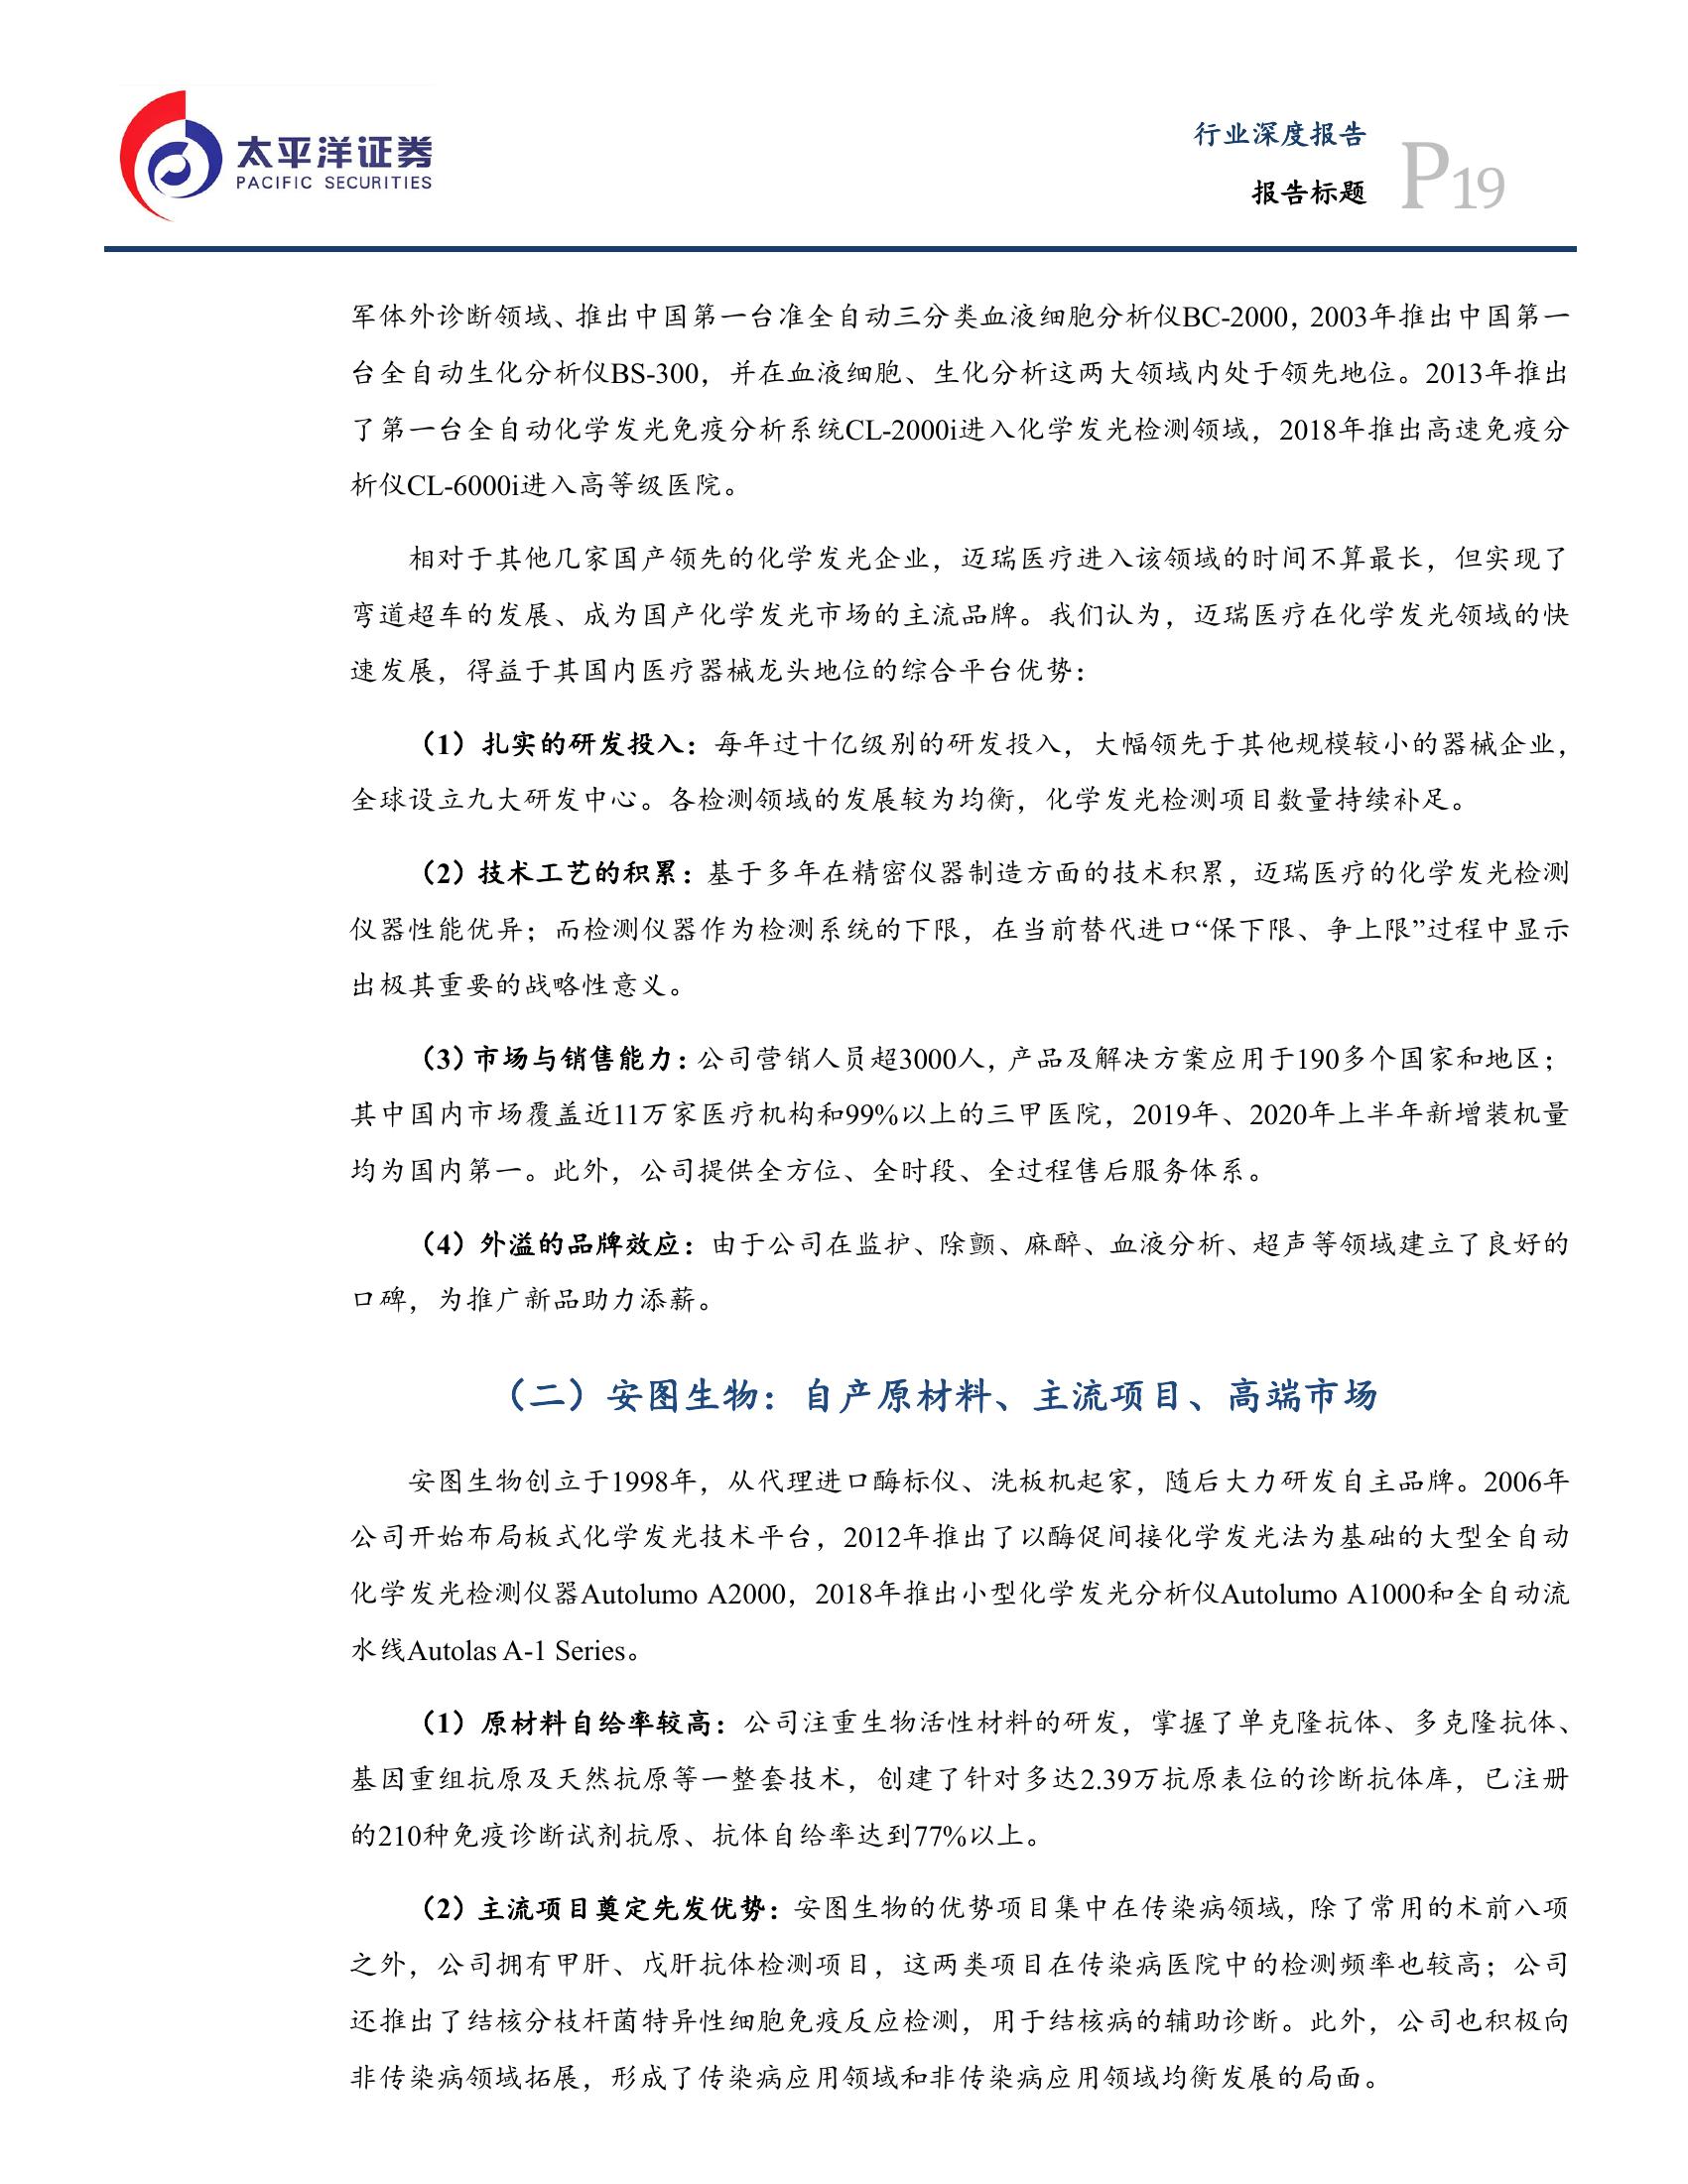 太平洋证券
PACIFIC SECURITIES
行业深度报告
报告标题
P19
军体外诊断领域、推出中国第一台准全自动三分类血液细胞分析仪BC-2000，2003年推出中国第一
台全自动生化分析仪BS-300，并在血液细胞、生化分析这两大领域内处于领先地位。2013年推出
了第一台全自动化学发光免疫分析系统CL-2000i进入化学发光检测领域，2018年推出高速免疫分
析仪CL-6000i进入高等级医院。
相对于其他几家国产领先的化学发光企业，迈瑞医疗进入该领域的时间不算最长，但实现了
弯道超车的发展、成为国产化学发光市场的主流品牌。我们认为，迈瑞医疗在化学发光领域的快
速发展，得益于其国内医疗器械龙头地位的综合平台优势：
（1）扎实的研发投入：每年过十亿级别的研发投入，大幅领先于其他规模较小的器械企业，
全球设立九大研发中心。各检测领域的发展较为均衡，化学发光检测项目数量持续补足。
（2）技术工艺的积累：基于多年在精密仪器制造方面的技术积累，迈瑞医疗的化学发光检测
仪器性能优异；而检测仪器作为检测系统的下限，在当前替代进口“保下限、争上限”过程中显示
出极其重要的战略性意义。
（3）市场与销售能力：公司营销人员超3000人，产品及解决方案应用于190多个国家和地区；
其中国内市场覆盖近11万家医疗机构和99%以上的三甲医院，2019年、2020年上半年新增装机量
均为国内第一。此外，公司提供全方位、全时段、全过程售后服务体系。
（4）外溢的品牌效应：由于公司在监护、除颤、麻醉、血液分析、超声等领域建立了良好的
口碑，为推广新品助力添薪。
（二）安图生物：自产原材料、主流项目、高端市场
安图生物创立于1998年，从代理进口酶标仪、洗板机起家，随后大力研发自主品牌。2006年
公司开始布局板式化学发光技术平台，2012年推出了以酶促间接化学发光法为基础的大型全自动
化学发光检测仪器Autolumo A2000，2018年推出小型化学发光分析仪Autolumo A1000和全自动流
水线Autolas A-1 Series。
（1）原材料自给率较高：公司注重生物活性材料的研发，掌握了单克隆抗体、多克隆抗体、
基因重组抗原及天然抗原等一整套技术，创建了针对多达2.39万抗原表位的诊断抗体库，已注册
的210种免疫诊断试剂抗原、抗体自给率达到77%以上。
（2）主流项目奠定先发优势：安图生物的优势项目集中在传染病领域，除了常用的术前八项
之外，公司拥有甲肝、戊肝抗体检测项目，这两类项目在传染病医院中的检测频率也较高；公司
还推出了结核分枝杆菌特异性细胞免疫反应检测，用于结核病的辅助诊断。此外，公司也积极向
非传染病领域拓展，形成了传染病应用领域和非传染病应用领域均衡发展的局面。